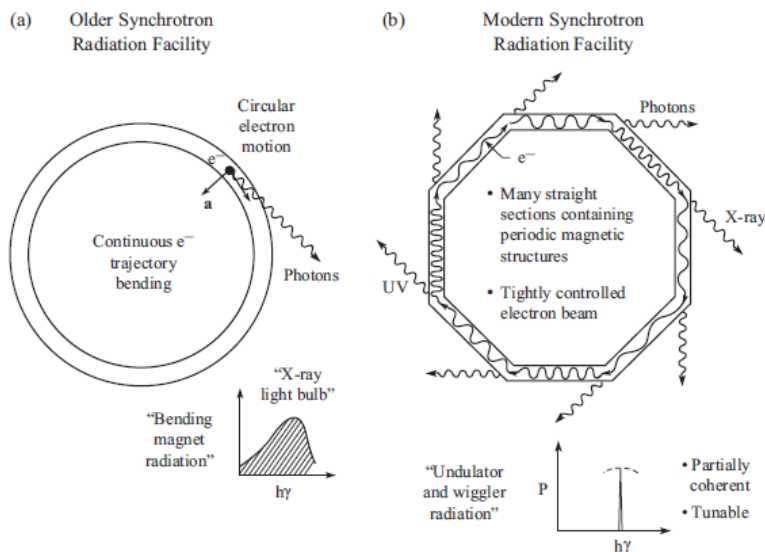 (a)
Older Synchrotron
Radiation Facility
Circular
electron
motion
e⁻
a
Continuous e⁻
trajectory
bending
Photons
"X-ray
light bulb"
"Bending
magnet
radiation"
hγ
(b)
Modern Synchrotron
Radiation Facility
Photons
e⁻
• Many straight
sections containing
periodic magnetic
structures
• Tightly controlled
electron beam
X-ray
UV
"Undulator
and wiggler
radiation"
P
hγ
• Partially
coherent
• Tunable